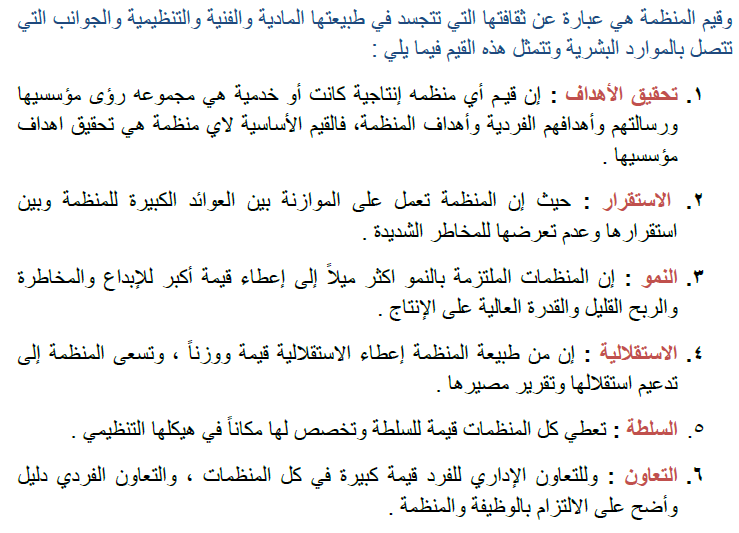 وقيم المنظمة هي عبارة عن ثقافتها التي تتجسد في طبيعتها المادية والفنية والتنظيمية والجوانب التي
تتصل بالموارد البشرية وتتمثل هذه القيم فيما يلي :
١. تحقيق الأهداف : إن قيم أي منظمه إنتاجية كانت أو خدمية هي مجموعه رؤى مؤسسيها
ورسالتهم وأهدافهم الفردية وأهداف المنظمة، فالقيم الأساسية لاي منظمة هي تحقيق اهداف
مؤسسيها .
٢. الاستقرار : حيث إن المنظمة تعمل على الموازنة بين العوائد الكبيرة للمنظمة وبين
استقرارها وعدم تعرضها للمخاطر الشديدة .
٣. النمو : إن المنظمات الملتزمة بالنمو اكثر ميلاً إلى إعطاء قيمة أكبر للإبداع والمخاطرة
والربح القليل والقدرة العالية على الإنتاج .
٤. الاستقلالية : إن من طبيعة المنظمة إعطاء الاستقلالية قيمة ووزناً ، وتسعى المنظمة إلى
تدعيم استقلالها وتقرير مصيرها .
٥. السلطة : تعطي كل المنظمات قيمة للسلطة وتخصص لها مكاناً في هيكلها التنظيمي .
٦. التعاون : وللتعاون الإداري للفرد قيمة كبيرة في كل المنظمات ، والتعاون الفردي دليل
وأضح على الالتزام بالوظيفة والمنظمة .